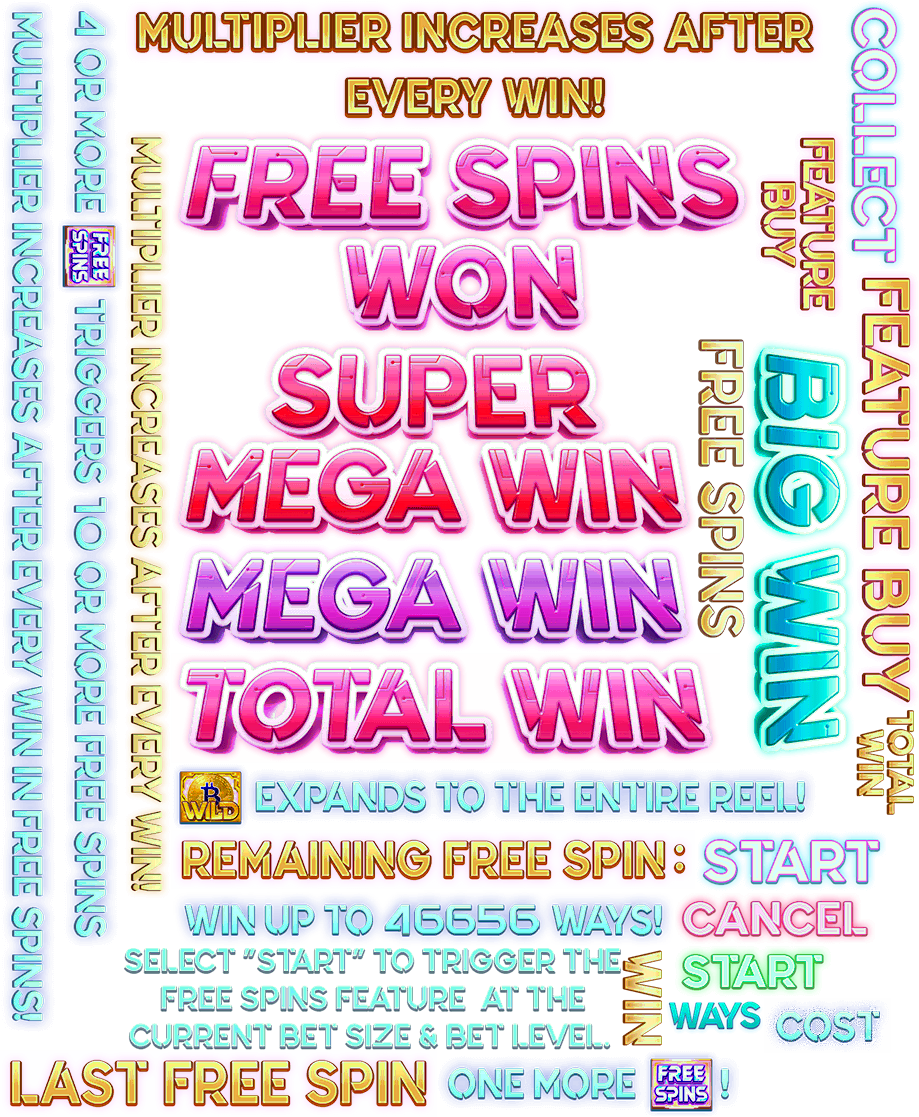 MULTIPLIER INCREASES AFTER
EVERY WIN!
MULTIPLIER INCREASES AFTER EVERY WIN IN FREE SPINS!
4 OR MORE FREE SPINS TRIGGERS 10 OR MORE FREE SPINS
MULTIPLIER INCREASES AFTER EVERY WIN!
FREE SPINS
WON
SUPER
MEGA WIN
MEGA WIN
TOTAL WIN
FREE SPINS
BIG WIN
FEATURE
BUY
COLLECT
FEATURE BUY
TOTAL
WIN
WILD EXPANDS TO THE ENTIRE REEL!
REMAINING FREE SPIN :
START
WIN UP TO 46656 WAYS!
CANCEL
SELECT "START" TO TRIGGER THE
FREE SPINS FEATURE AT THE
CURRENT BET SIZE & BET LEVEL.
WIN
START
WAYS
COST
LAST FREE SPIN
ONE MORE FREE SPINS !